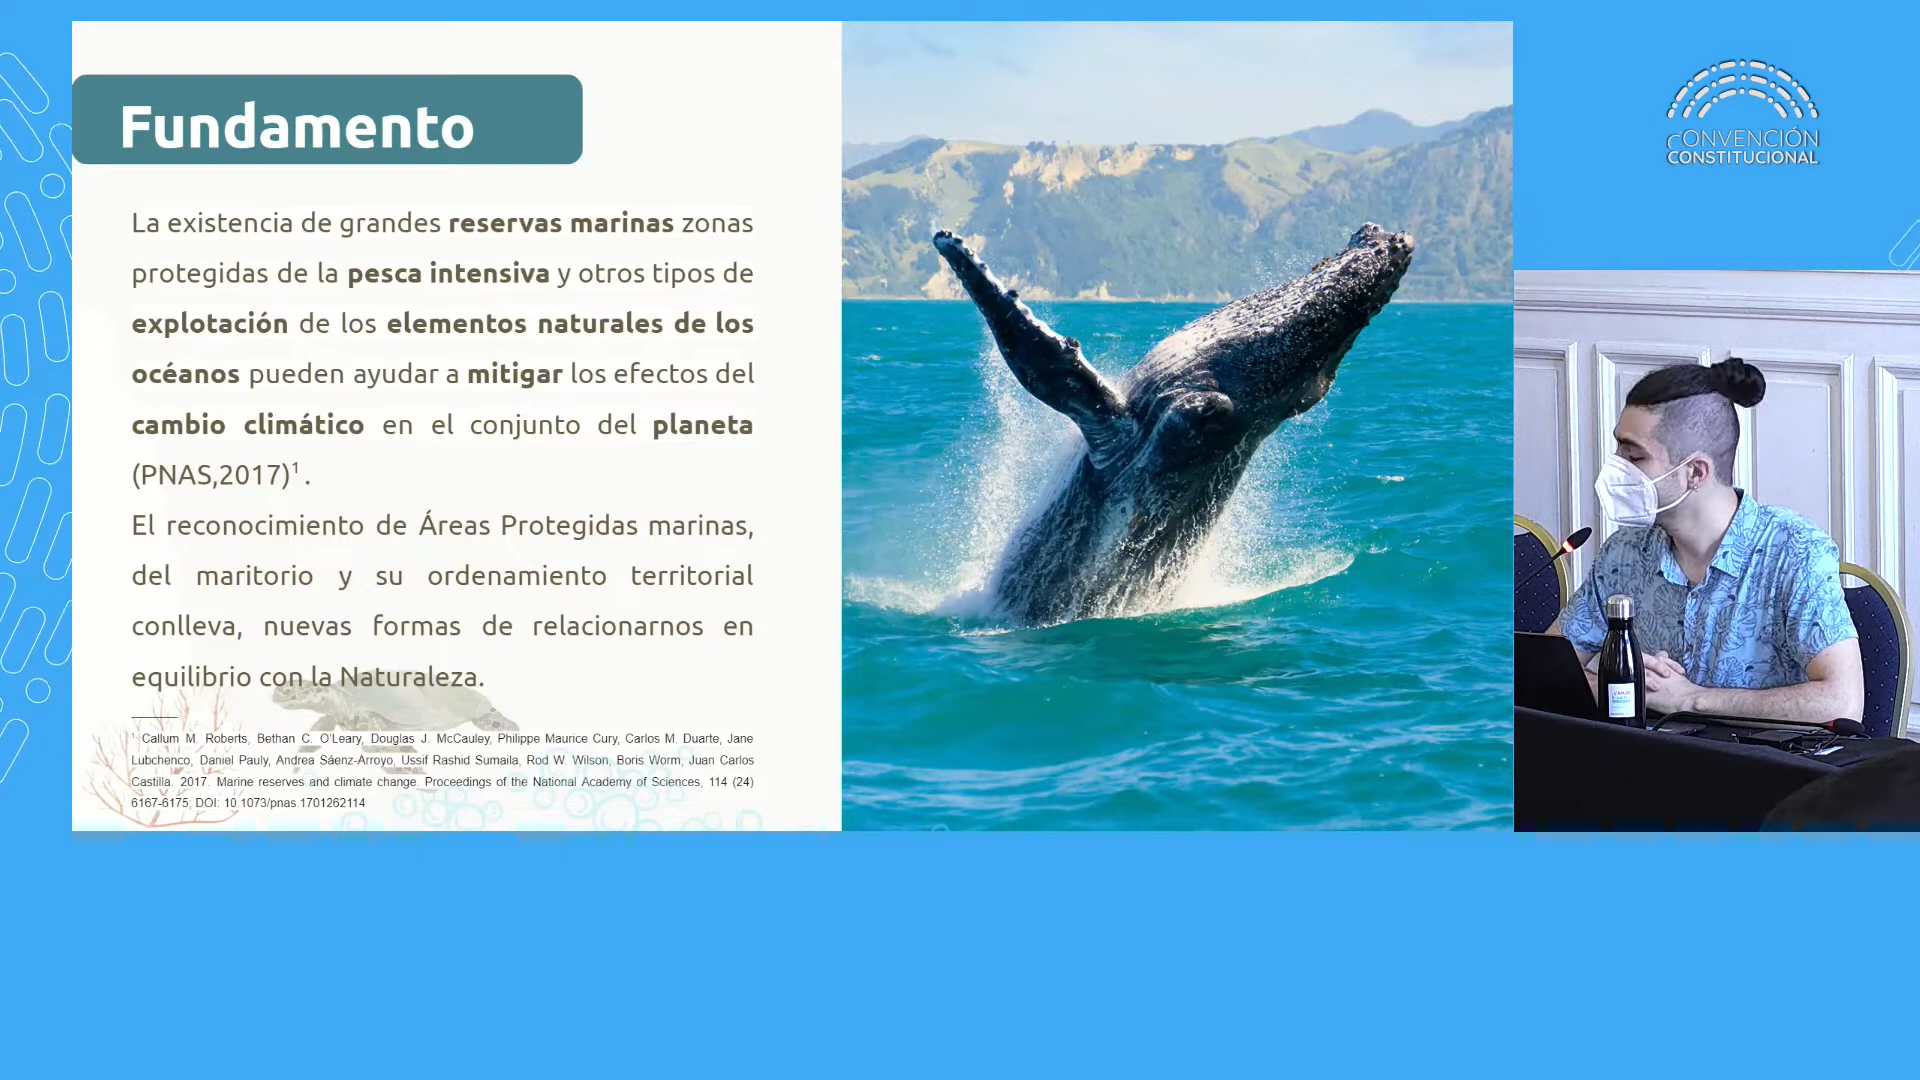 Fundamento
La existencia de grandes reservas marinas zonas
protegidas de la pesca intensiva y otros tipos de
explotación de los elementos naturales de los
océanos pueden ayudar a mitigar los efectos del
cambio climático en el conjunto del planeta
(PNAS,2017)¹.
El reconocimiento de Áreas Protegidas marinas,
del maritorio y su ordenamiento territorial
conlleva, nuevas formas de relacionarnos en
equilibrio con la Naturaleza.
¹· Callum M. Roberts, Bethan C. O'Leary, Douglas J. McCauley, Philippe Maurice Cury, Carlos M. Duarte, Jane
Lubchenco, Daniel Pauly, Andrea Sáenz-Arroyo, Ussif Rashid Sumaila, Rod W. Wilson, Boris Worm, Juan Carlos
Castilla. 2017. Marine reserves and climate change. Proceedings of the National Academy of Sciences, 114 (24)
6167-6175; DOI: 10.1073/pnas.1701262114
CONVENCIÓN
CONSTITUCIONAL